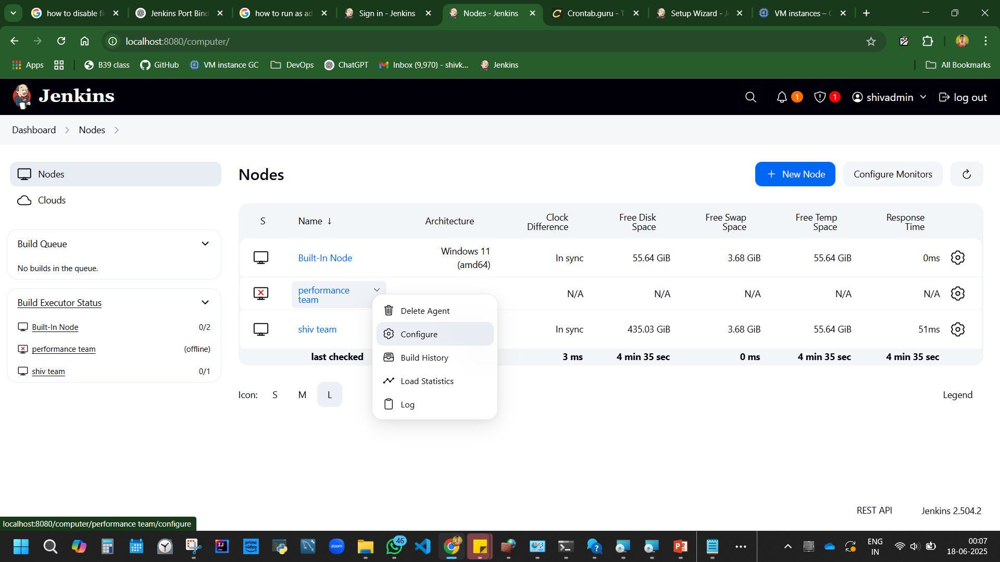 how to disable fi
Jenkins Port Bind
how to run as ad
Sign in - Jenkins
Nodes - Jenkins
Crontab.guru - T
Setup Wizard - J
VM instances – C
localhost:8080/computer/
Apps
B39 class
GitHub
VM instance GC
DevOps
ChatGPT
Inbox (9,970) - shivk...
Jenkins
All Bookmarks
Jenkins
1
1
shivadmin
log out
Dashboard
Nodes
Nodes
Clouds
Build Queue
No builds in the queue.
Build Executor Status
Built-In Node
0/2
performance team
(offline)
shiv team
0/1
Nodes
New Node
Configure Monitors
S
Name ↓
Architecture
Clock
Difference
Free Disk
Space
Free Swap
Space
Free Temp
Space
Response
Time
Built-In Node
Windows 11
(amd64)
In sync
55.64 GiB
3.68 GiB
55.64 GiB
0ms
performance
team
N/A
N/A
N/A
N/A
N/A
shiv team
In sync
435.03 GiB
3.68 GiB
55.64 GiB
51ms
last checked
3 ms
4 min 35 sec
0 ms
4 min 35 sec
4 min 35 sec
Delete Agent
Configure
Build History
Load Statistics
Log
Icon:
S
M
L
Legend
REST API
Jenkins 2.504.2
localhost:8080/computer/performance team/configure
IJ
prime
video
zoom
46
ENG
IN
00:07
18-06-2025